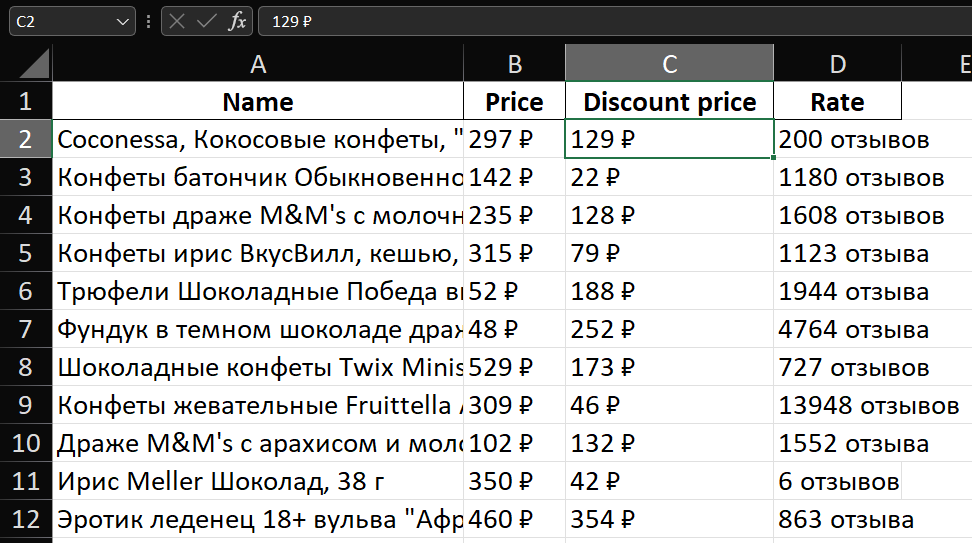 C2 fx 129 ₽
A B C D E
1 Name Price Discount price Rate
2 Coconessa, Кокосовые конфеты, " 297 ₽ 129 ₽ 200 отзывов
3 Конфеты батончик Обыкновенно 142 ₽ 22 ₽ 1180 отзывов
4 Конфеты драже M&M's с молочн 235 ₽ 128 ₽ 1608 отзывов
5 Конфеты ирис ВкусВилл, кешью, 315 ₽ 79 ₽ 1123 отзыва
6 Трюфели Шоколадные Победа 52 ₽ 188 ₽ 1944 отзыва
7 Фундук в темном шоколаде драж 48 ₽ 252 ₽ 4764 отзыва
8 Шоколадные конфеты Twix Minis 529 ₽ 173 ₽ 727 отзывов
9 Конфеты жевательные Fruittella 309 ₽ 46 ₽ 13948 отзывов
10 Драже M&M's с арахисом и моло 102 ₽ 132 ₽ 1552 отзыва
11 Ирис Meller Шоколад, 38 г 350 ₽ 42 ₽ 6 отзывов
12 Эротик леденец 18+ вульва "Афр 460 ₽ 354 ₽ 863 отзыва